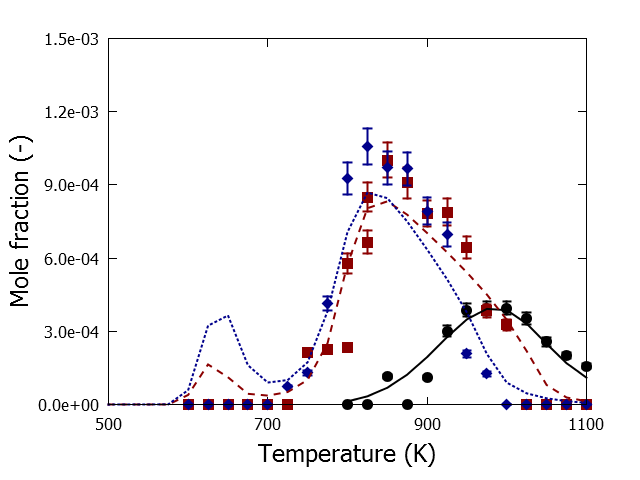 1.5e-03
1.2e-03
9.0e-04
6.0e-04
3.0e-04
0.0e+00
Mole fraction (-)
500 700 900 1100
Temperature (K)